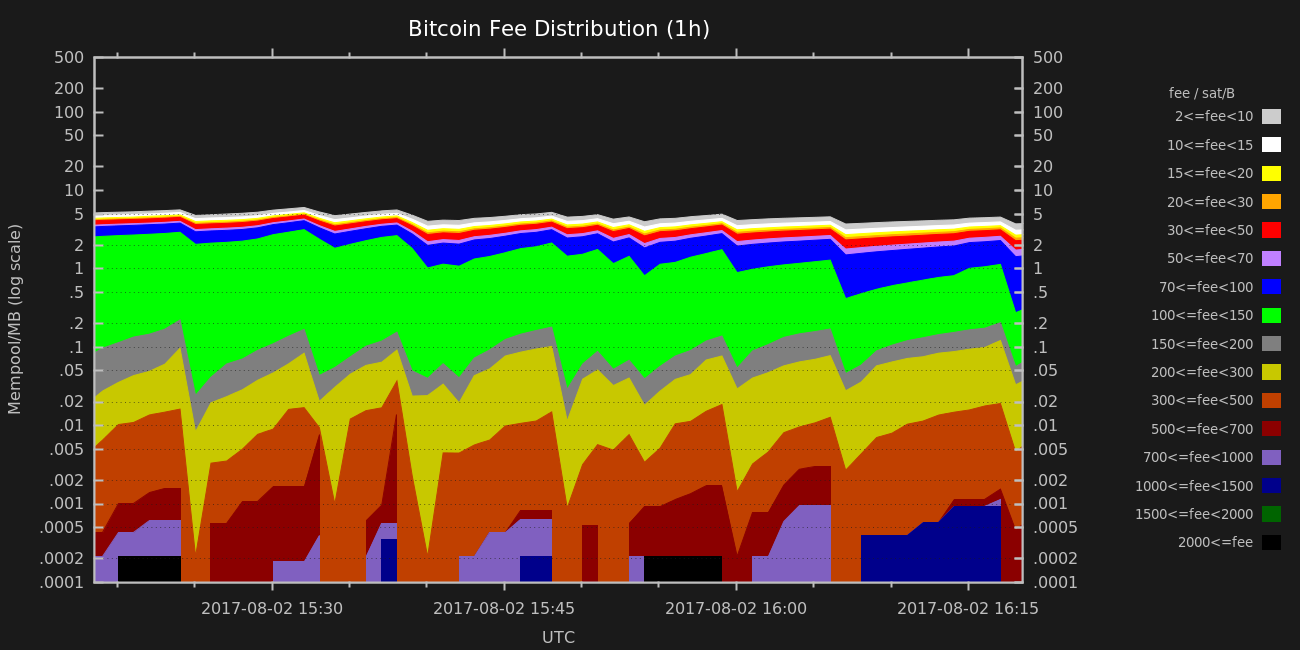 Bitcoin Fee Distribution (1h)
500 500
200 200
100 100
50 50
20 20
10 10
5 5
2 2
1 1
.5 .5
.2 .2
.1 .1
.05 .05
.02 .02
.01 .01
.005 .005
.002 .002
.001 .001
.0005 .0005
.0002 .0002
.0001 .0001
Mempool/MB (log scale)
2017-08-02 15:30 2017-08-02 15:45 2017-08-02 16:00 2017-08-02 16:15
UTC
fee / sat/B
2<=fee<10
10<=fee<15
15<=fee<20
20<=fee<30
30<=fee<50
50<=fee<70
70<=fee<100
100<=fee<150
150<=fee<200
200<=fee<300
300<=fee<500
500<=fee<700
700<=fee<1000
1000<=fee<1500
1500<=fee<2000
2000<=fee